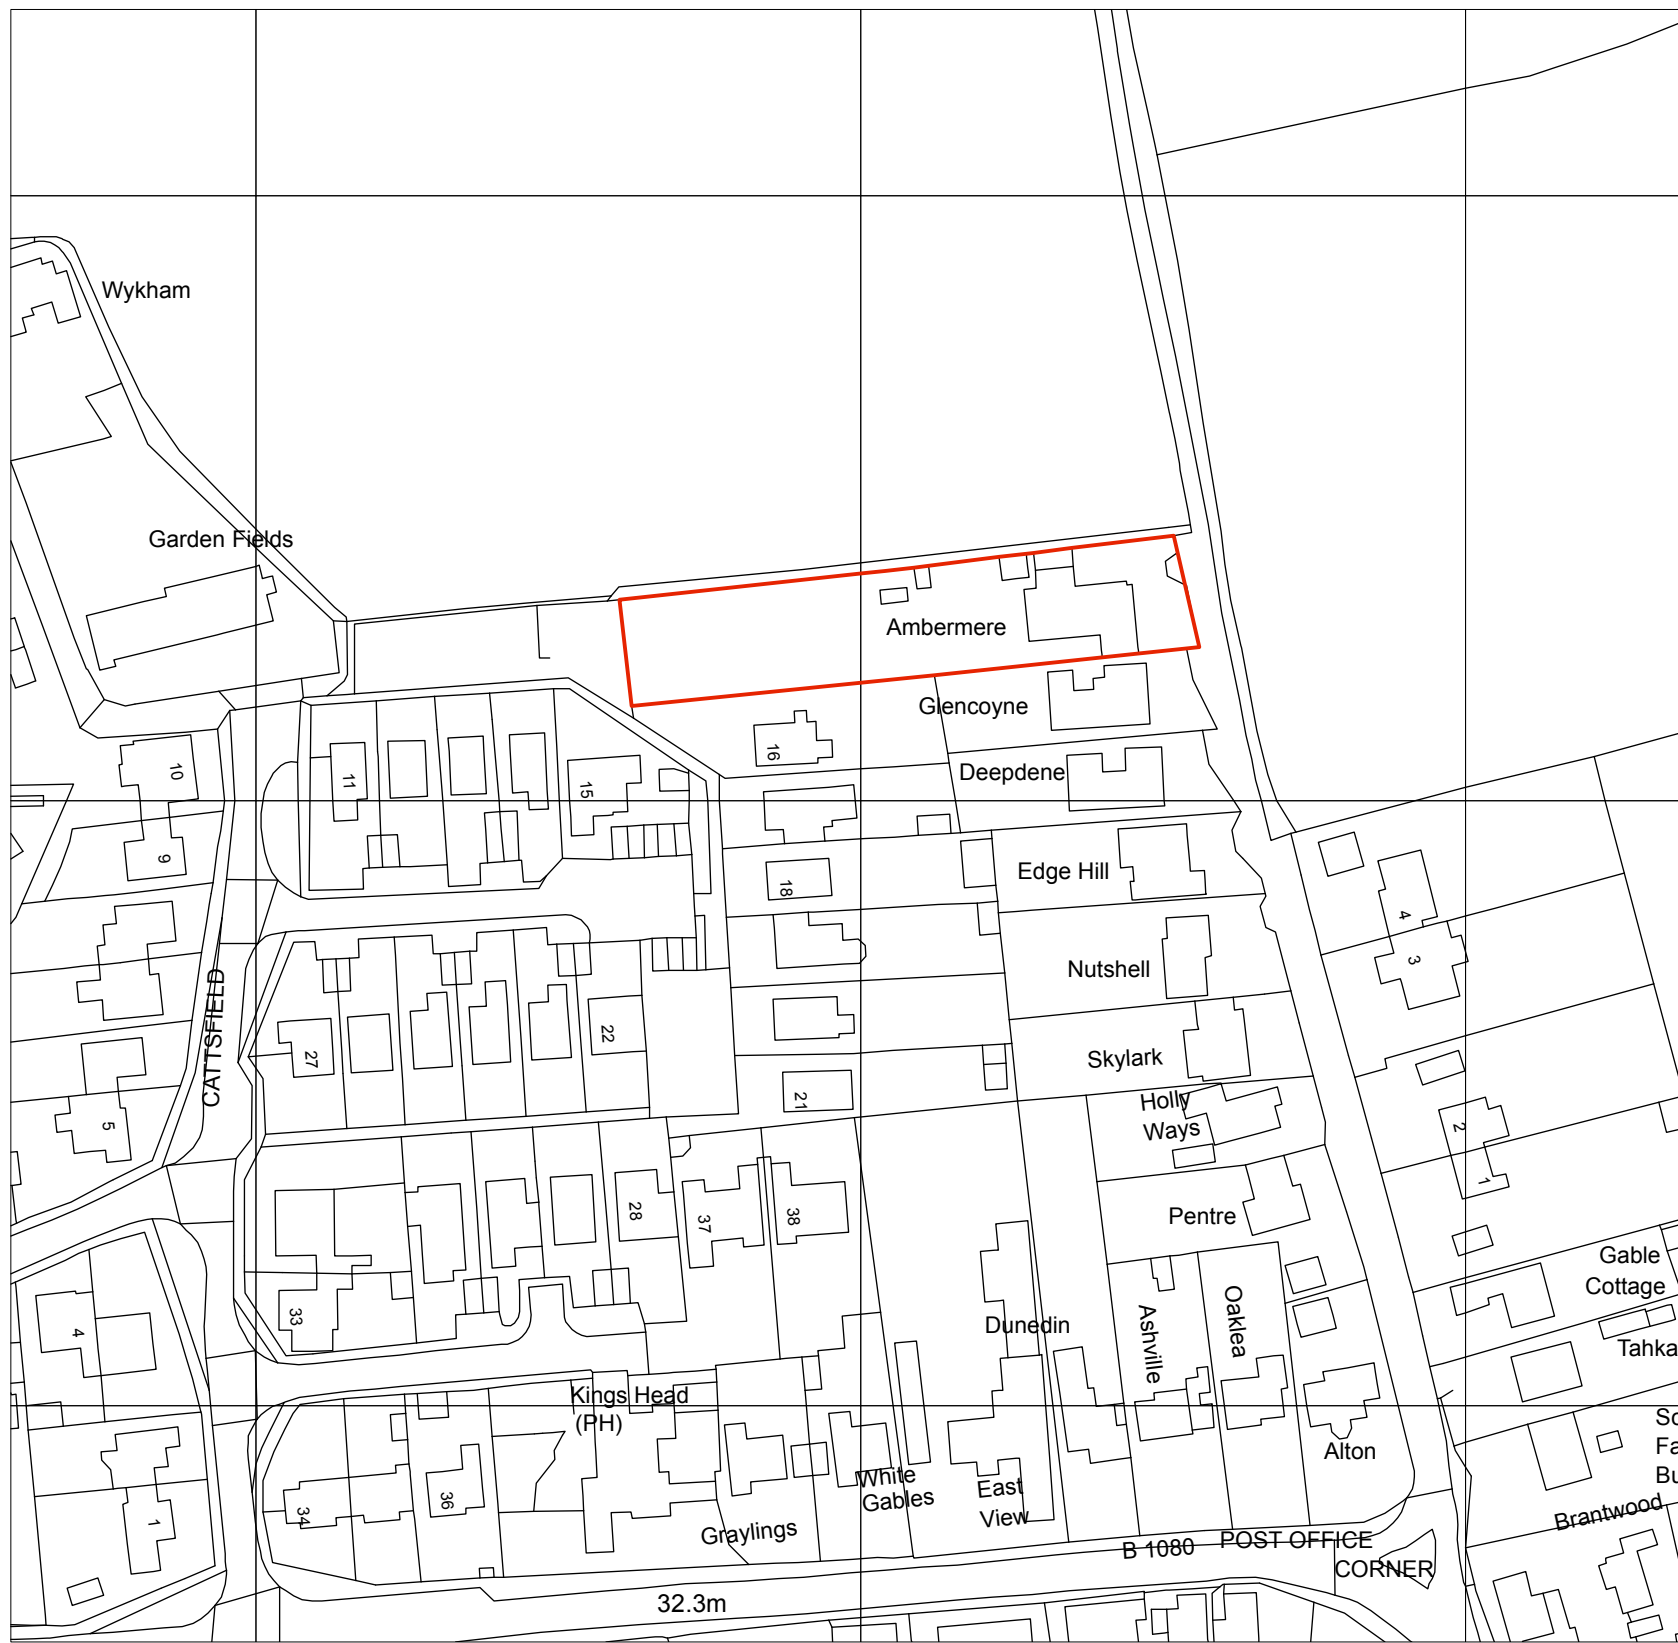 Wykham
Garden Fields
Ambermere
Glencoyne
16
Deepdene
10
11
15
9
18
Edge Hill
4
3
Nutshell
CATTSFIELD
27
22
Skylark
21
Holly
Ways
5
2
1
28
37
38
Pentre
Gable
Cottage
33
4
Dunedin
Ashville
Oaklea
Tahka
Kings Head
(PH)
Alton
So
Fa
Bu
34
36
1
White
Gables
East
View
Graylings
Brantwood
B 1080
POST OFFICE
CORNER
32.3m